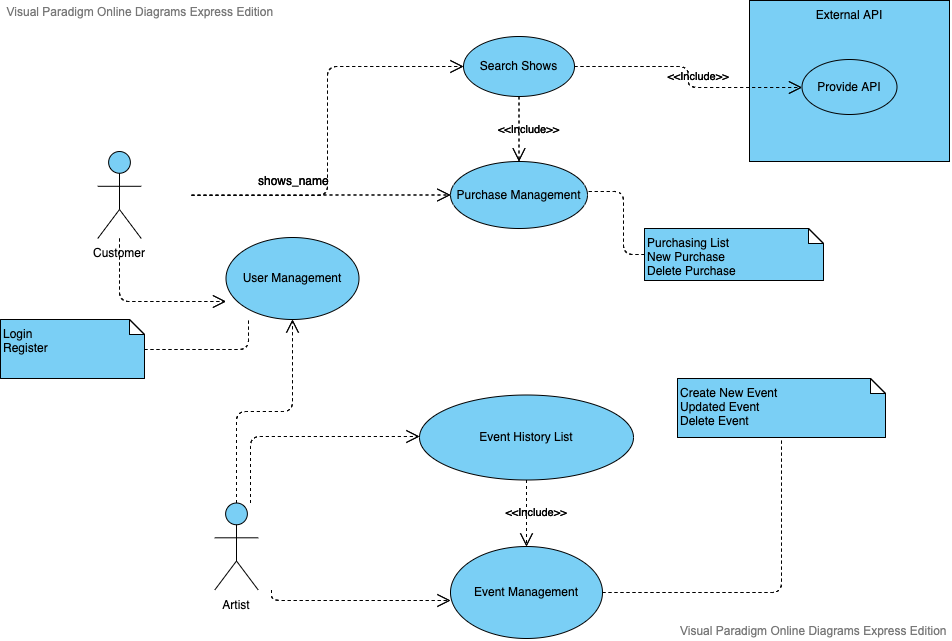 Visual Paradigm Online Diagrams Express Edition
External API
Search Shows
<<Include>>
Provide API
<<Include>>
shows_name
Purchase Management
Customer
Purchasing List
New Purchase
Delete Purchase
User Management
Login
Register
Create New Event
Updated Event
Delete Event
Event History List
<<Include>>
Event Management
Artist
Visual Paradigm Online Diagrams Express Edition